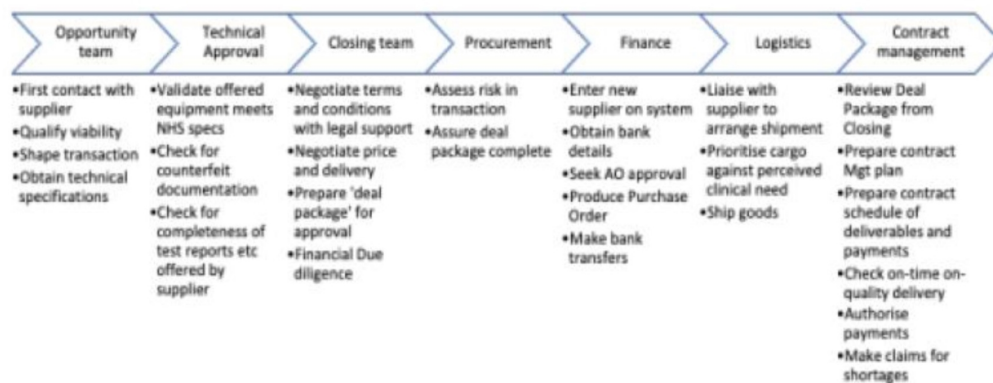 Opportunity
team
Technical
Approval
Closing team
Procurement
Finance
Logistics
Contract
management
•First contact with
supplier
•Qualify viability
•Shape transaction
•Obtain technical
specifications
•Validate offered
equipment meets
NHS specs
•Check for
counterfeit
documentation
•Check for
completeness of
test reports etc
offered by
supplier
•Negotiate terms
and conditions
with legal support
•Negotiate price
and delivery
•Prepare 'deal
package' for
approval
•Financial Due
diligence
•Assess risk in
transaction
•Assure deal
package complete
•Enter new
supplier on system
•Obtain bank
details
•Seek AO approval
•Produce Purchase
Order
•Make bank
transfers
•Liaise with
supplier to
arrange shipment
•Prioritise cargo
against perceived
clinical need
•Ship goods
•Review Deal
Package from
Closing
•Prepare contract
Mgt plan
•Prepare contract
schedule of
deliverables and
payments
•Check on-time on-
quality delivery
•Authorise
payments
•Make claims for
shortages